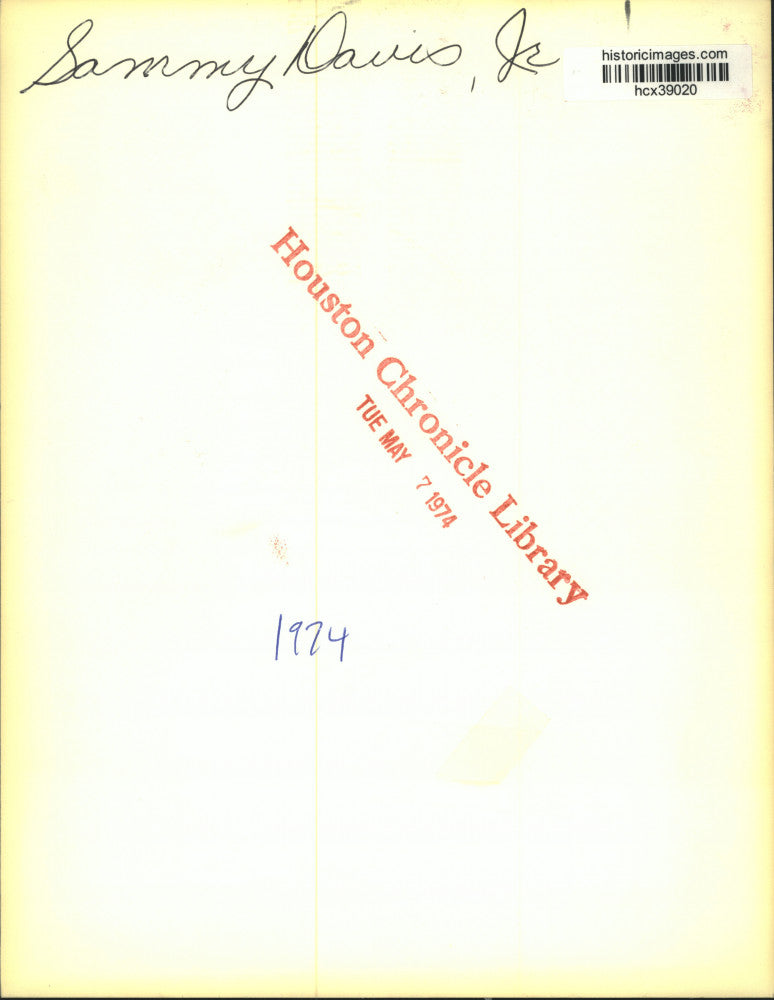 Sammy Davis, Jr
historicimages.com
hcx39020
Houston Chronicle Library
TUE MAY 7 1974
1974